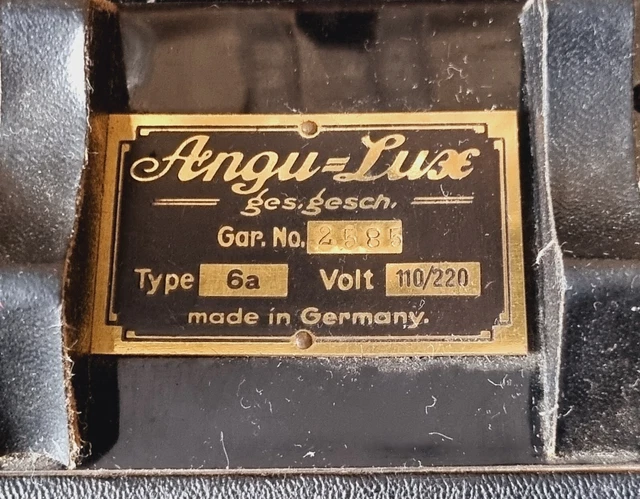 Angu=Lux
ges. gesch.
Gar. No. 2585
Type 6a Volt 110/220
made in Germany.